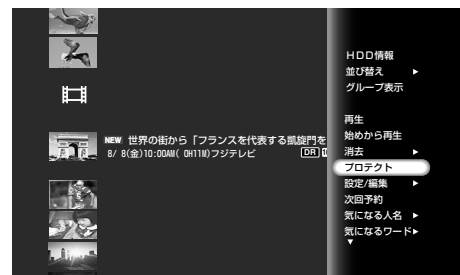 NEW 世界の街から「フランスを代表する凱旋門を
8/ 8(金)10:00AM( 0H11M)フジテレビ DR
HDD情報
並び替え ▶
グループ表示
再生
始めから再生
消去 ▶
プロテクト
設定/編集 ▶
次回予約
気になる人名 ▶
気になるワード▶
▼